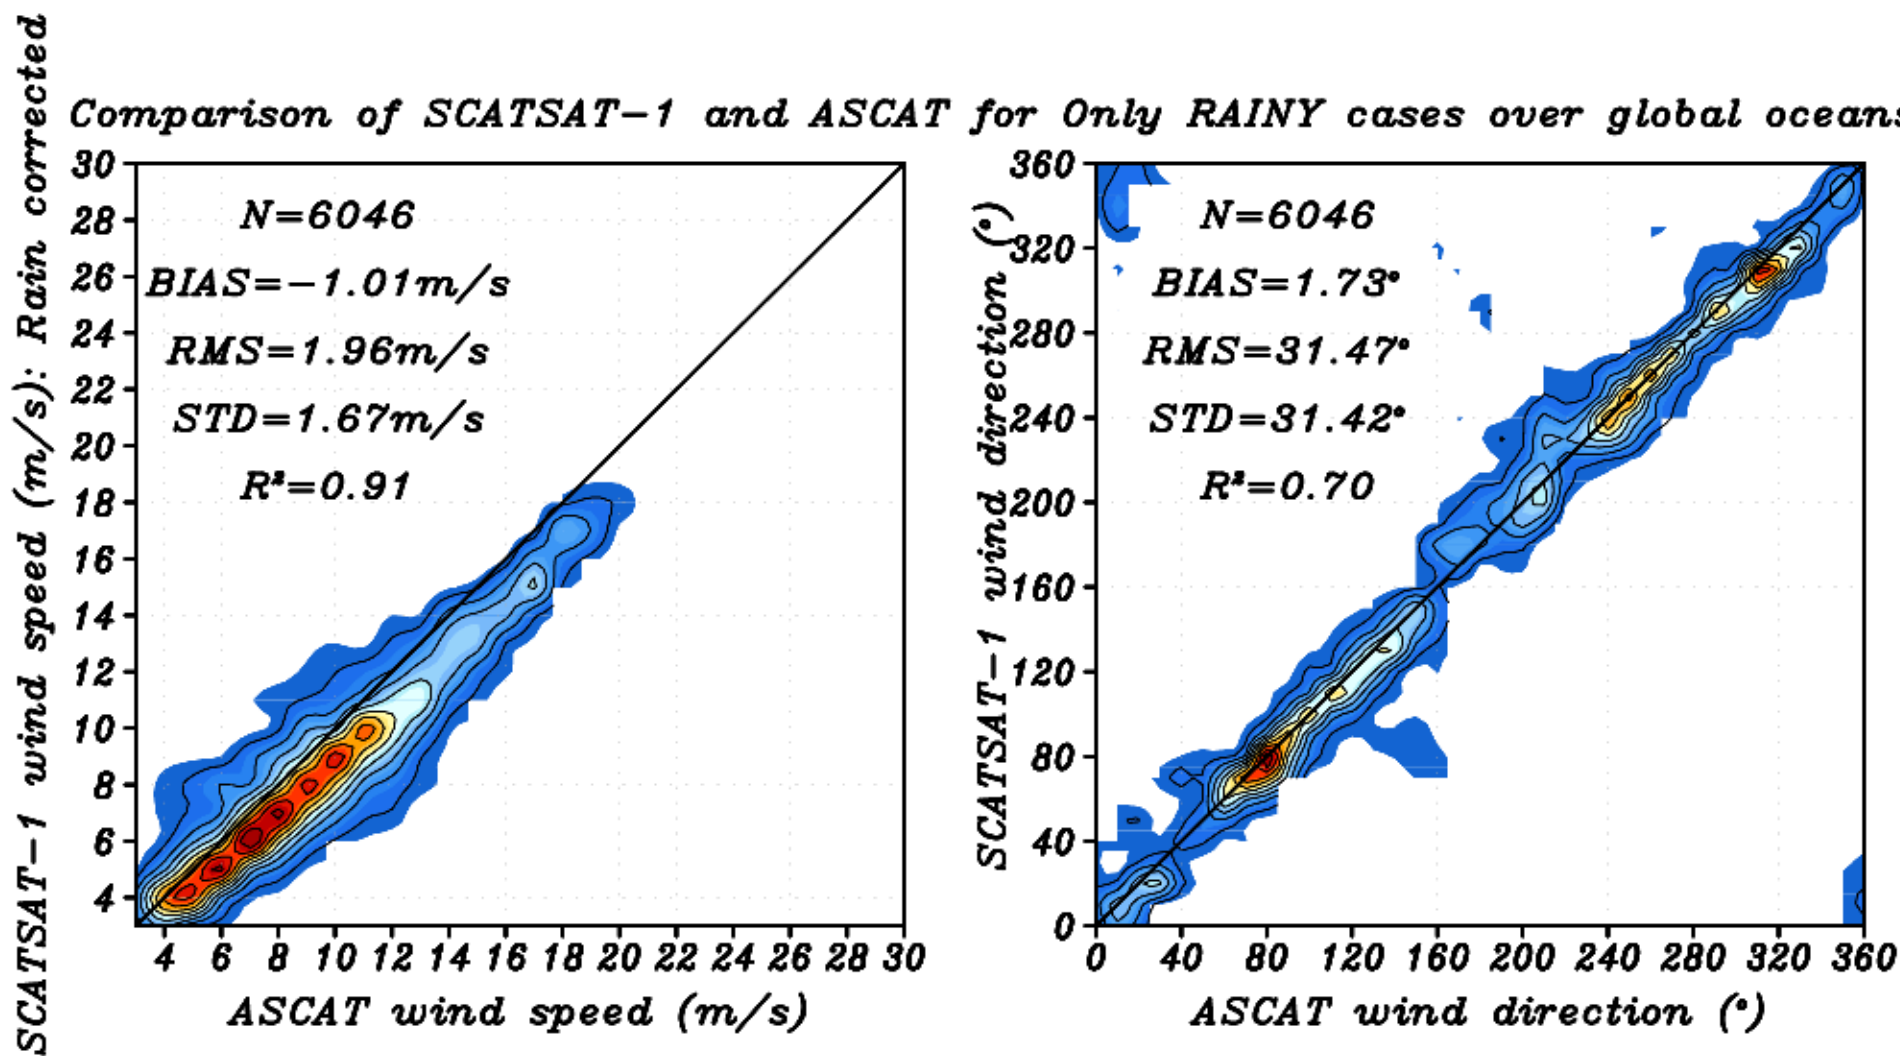 Comparison of SCATSAT-1 and ASCAT for Only RAINY cases over global oceans
SCATSAT-1 wind speed (m/s): Rain corrected
30
28
26
24
22
20
18
16
14
12
10
8
6
4
N=6046
BIAS=-1.01m/s
RMS=1.96m/s
STD=1.67m/s
R²=0.91
4 6 8 10 12 14 16 18 20 22 24 26 28 30
ASCAT wind speed (m/s)
SCATSAT-1 wind direction (°)
360
320
280
240
200
160
120
80
40
0
N=6046
BIAS=1.73°
RMS=31.47°
STD=31.42°
R²=0.70
0 40 80 120 160 200 240 280 320 360
ASCAT wind direction (°)